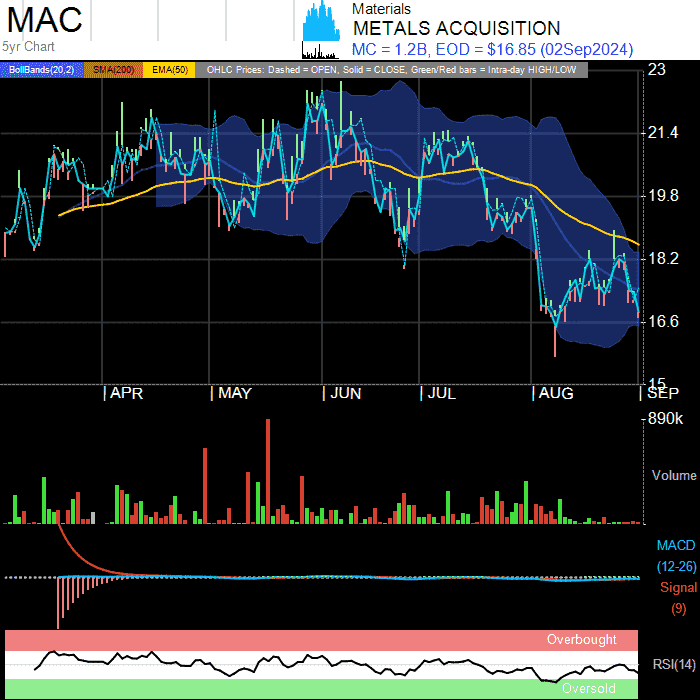 MAC
5yr Chart
Materials
METALS ACQUISITION
MC = 1.2B, EOD = $16.85 (02Sep2024)
BollBands(20,2) SMA(200) EMA(50) OHLC Prices: Dashed = OPEN, Solid = CLOSE, Green/Red bars = Intra-day HIGH/LOW
23
21.4
19.8
18.2
16.6
15
| APR | MAY | JUN | JUL | AUG | SEP
890k
Volume
MACD
(12-26)
Signal
(9)
Overbought
RSI(14)
Oversold